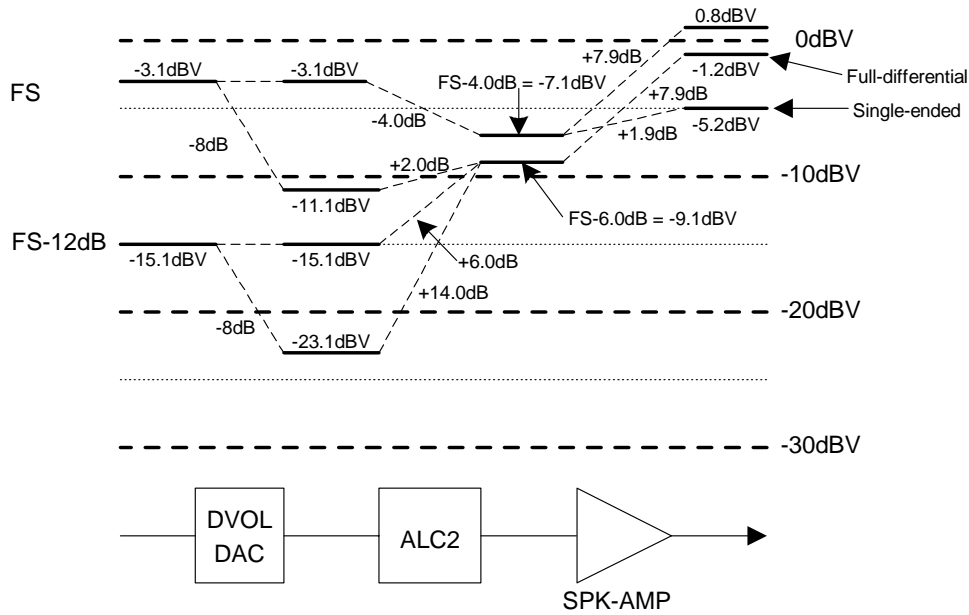 0.8dBV
0dBV
+7.9dB
-3.1dBV
-3.1dBV
FS-4.0dB = -7.1dBV
-1.2dBV
Full-differential
FS
+7.9dB
-4.0dB
-5.2dBV
Single-ended
+1.9dB
-8dB
+2.0dB
-10dBV
-11.1dBV
FS-6.0dB = -9.1dBV
FS-12dB
-15.1dBV
-15.1dBV
+6.0dB
+14.0dB
-20dBV
-8dB
-23.1dBV
-30dBV
DVOL
DAC
ALC2
SPK-AMP